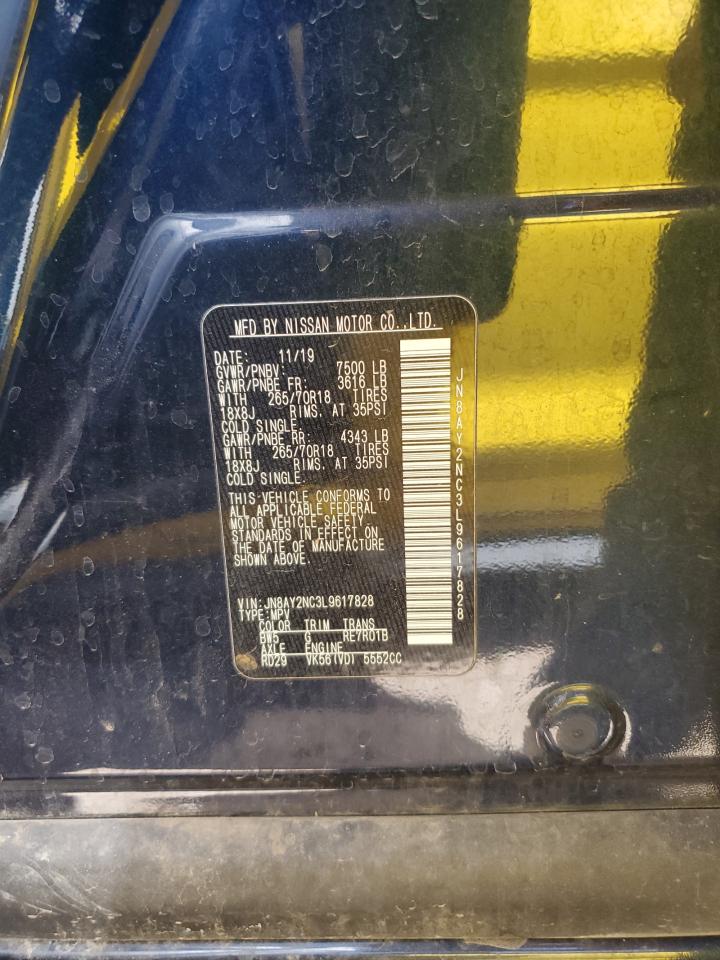 MFD BY NISSAN MOTOR CO.,LTD.
DATE: 11/19
GVWR/PNBV: 7500 LB
GAWR/PNBE FR: 3616 LB
WITH 265/70R18 TIRES
18X8J RIMS. AT 35PSI
COLD SINGLE.
GAWR/PNBE RR: 4343 LB
WITH 265/70R18 TIRES
18X8J RIMS. AT 35PSI
COLD SINGLE.
THIS VEHICLE CONFORMS TO
ALL APPLICABLE FEDERAL
MOTOR VEHICLE SAFETY
STANDARDS IN EFFECT ON
THE DATE OF MANUFACTURE
SHOWN ABOVE.
VIN:JN8AY2NC3L9617828
TYPE:MPV
COLOR TRIM TRANS
BW5 G RE7R01B
AXLE ENGINE
RD29 VK56(VD) 5552CC
JN8AY2NC3L9617828